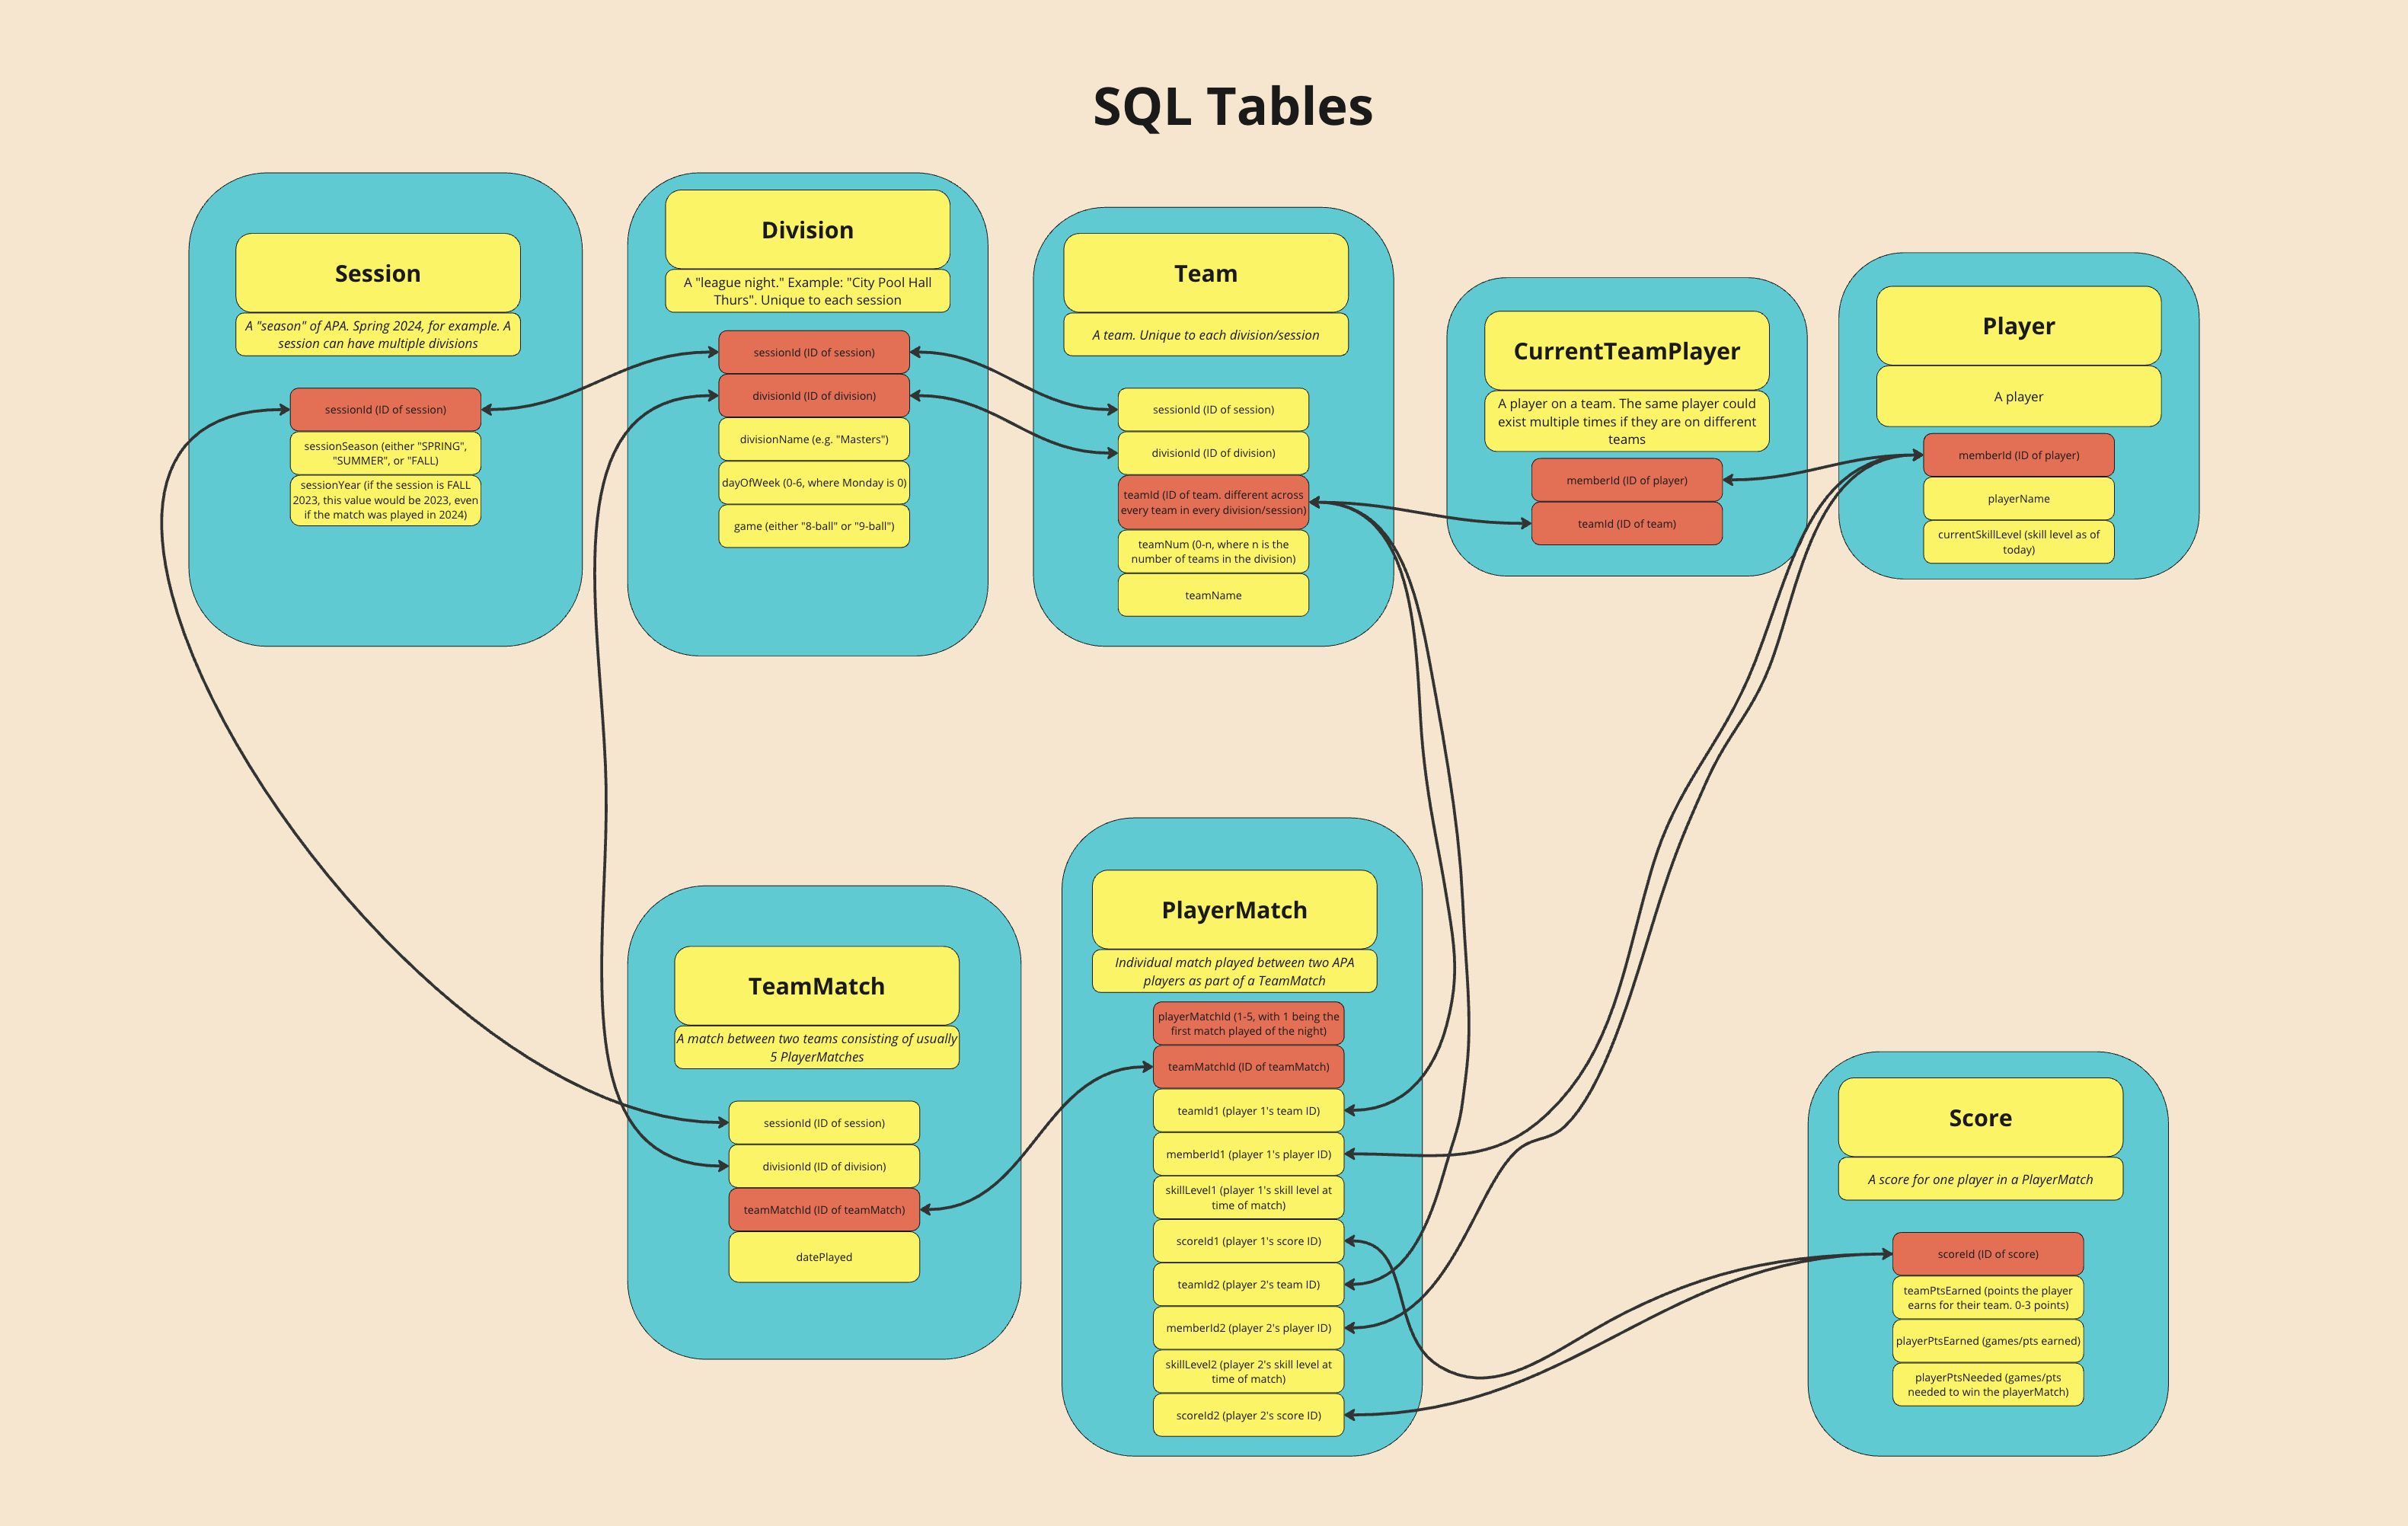 SQL Tables
Session
A "season" of APA. Spring 2024, for example. A
session can have multiple divisions
sessionId (ID of session)
sessionSeason (either "SPRING",
"SUMMER", or "FALL)
sessionYear (if the session is FALL
2023, this value would be 2023, even
if the match was played in 2024)
Division
A "league night." Example: "City Pool Hall
Thurs". Unique to each session
sessionId (ID of session)
divisionId (ID of division)
divisionName (e.g. "Masters")
dayOfWeek (0-6, where Monday is 0)
game (either "8-ball" or "9-ball")
Team
A team. Unique to each division/session
sessionId (ID of session)
divisionId (ID of division)
teamId (ID of team. different across
every team in every division/session)
teamNum (0-n, where n is the
number of teams in the division)
teamName
CurrentTeamPlayer
A player on a team. The same player could
exist multiple times if they are on different
teams
memberId (ID of player)
teamId (ID of team)
Player
A player
memberId (ID of player)
playerName
currentSkillLevel (skill level as of
today)
TeamMatch
A match between two teams consisting of usually
5 PlayerMatches
sessionId (ID of session)
divisionId (ID of division)
teamMatchId (ID of teamMatch)
datePlayed
PlayerMatch
Individual match played between two APA
players as part of a TeamMatch
playerMatchId (1-5, with 1 being the
first match played of the night)
teamMatchId (ID of teamMatch)
teamId1 (player 1's team ID)
memberId1 (player 1's player ID)
skillLevel1 (player 1's skill level at
time of match)
scoreId1 (player 1's score ID)
teamId2 (player 2's team ID)
memberId2 (player 2's player ID)
skillLevel2 (player 2's skill level at
time of match)
scoreId2 (player 2's score ID)
Score
A score for one player in a PlayerMatch
scoreId (ID of score)
teamPtsEarned (points the player
earns for their team. 0-3 points)
playerPtsEarned (games/pts earned)
playerPtsNeeded (games/pts
needed to win the playerMatch)